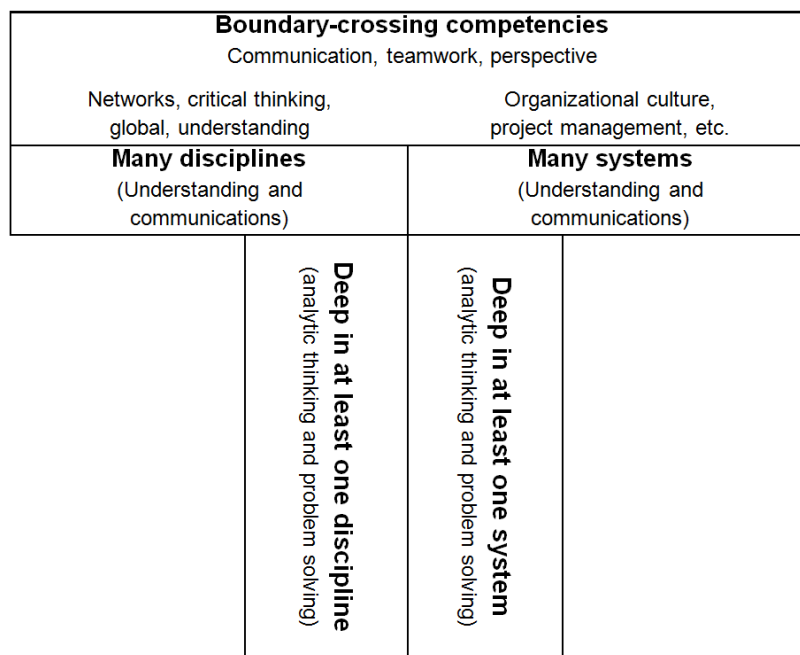 Boundary-crossing competencies
Communication, teamwork, perspective
Networks, critical thinking,
global, understanding
Organizational culture,
project management, etc.
Many disciplines
(Understanding and
communications)
Many systems
(Understanding and
communications)
Deep in at least one discipline
(analytic thinking and problem solving)
Deep in at least one system
(analytic thinking and problem solving)